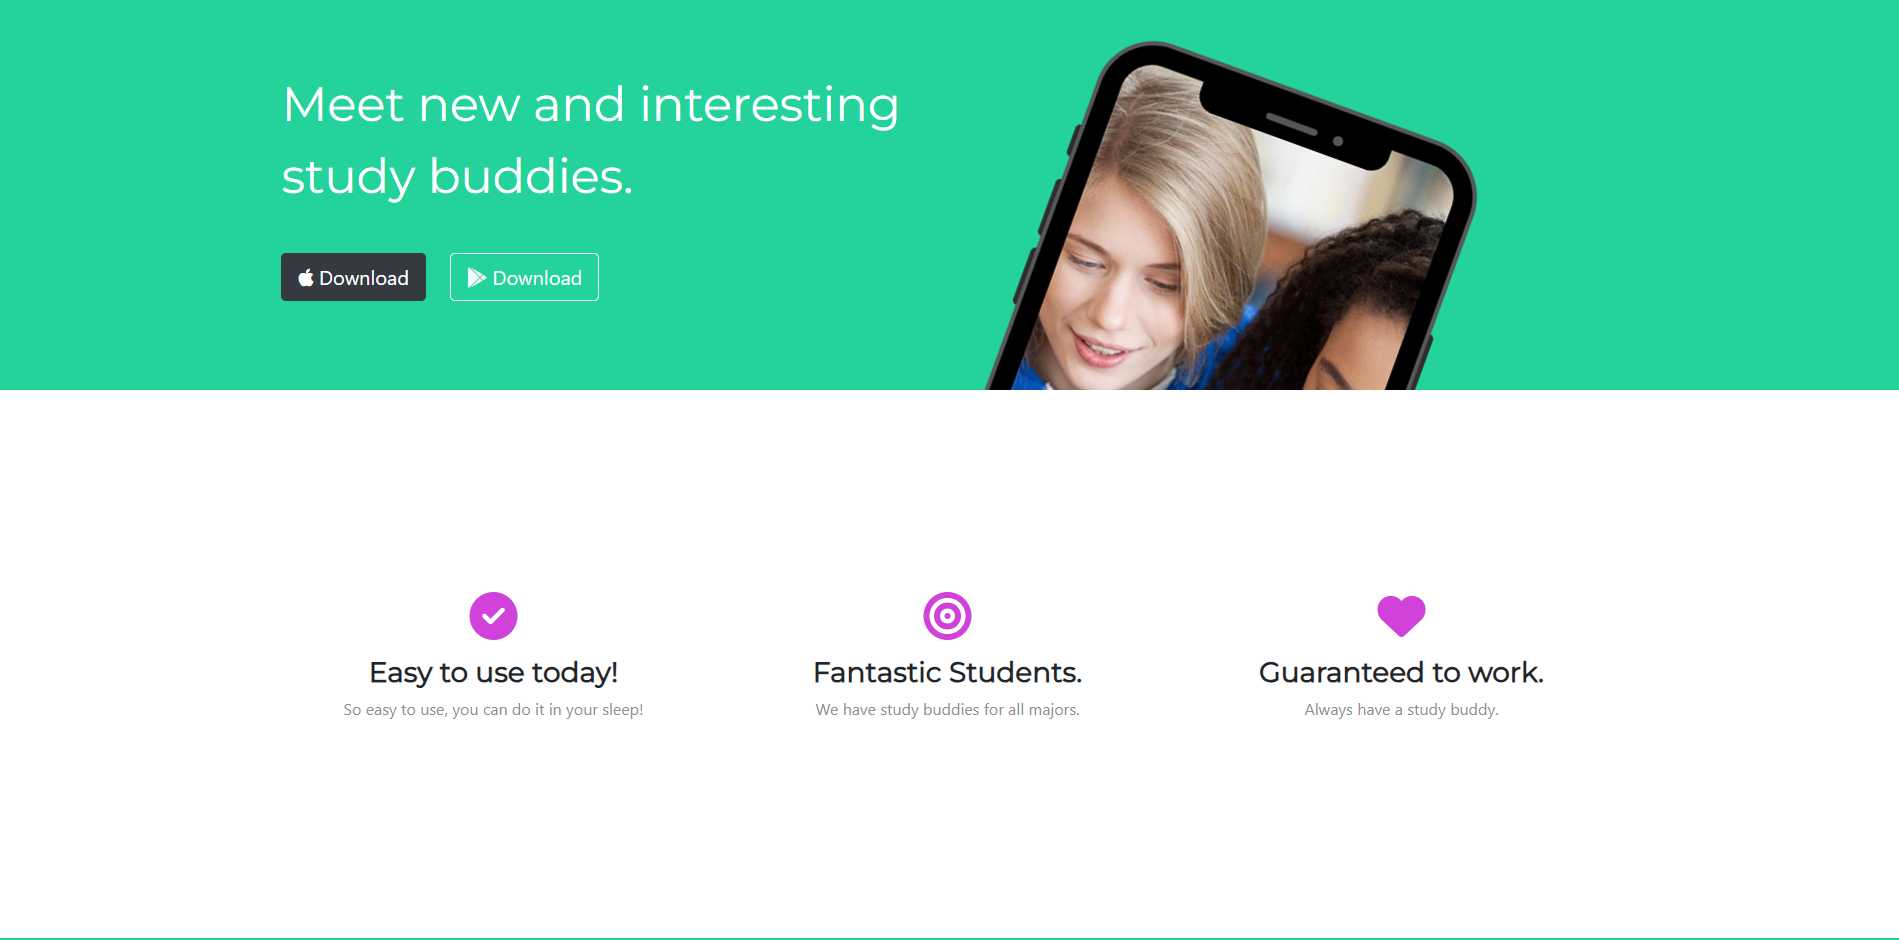 Meet new and interesting
study buddies.
Download
Download
Easy to use today!
So easy to use, you can do it in your sleep!
Fantastic Students.
We have study buddies for all majors.
Guaranteed to work.
Always have a study buddy.